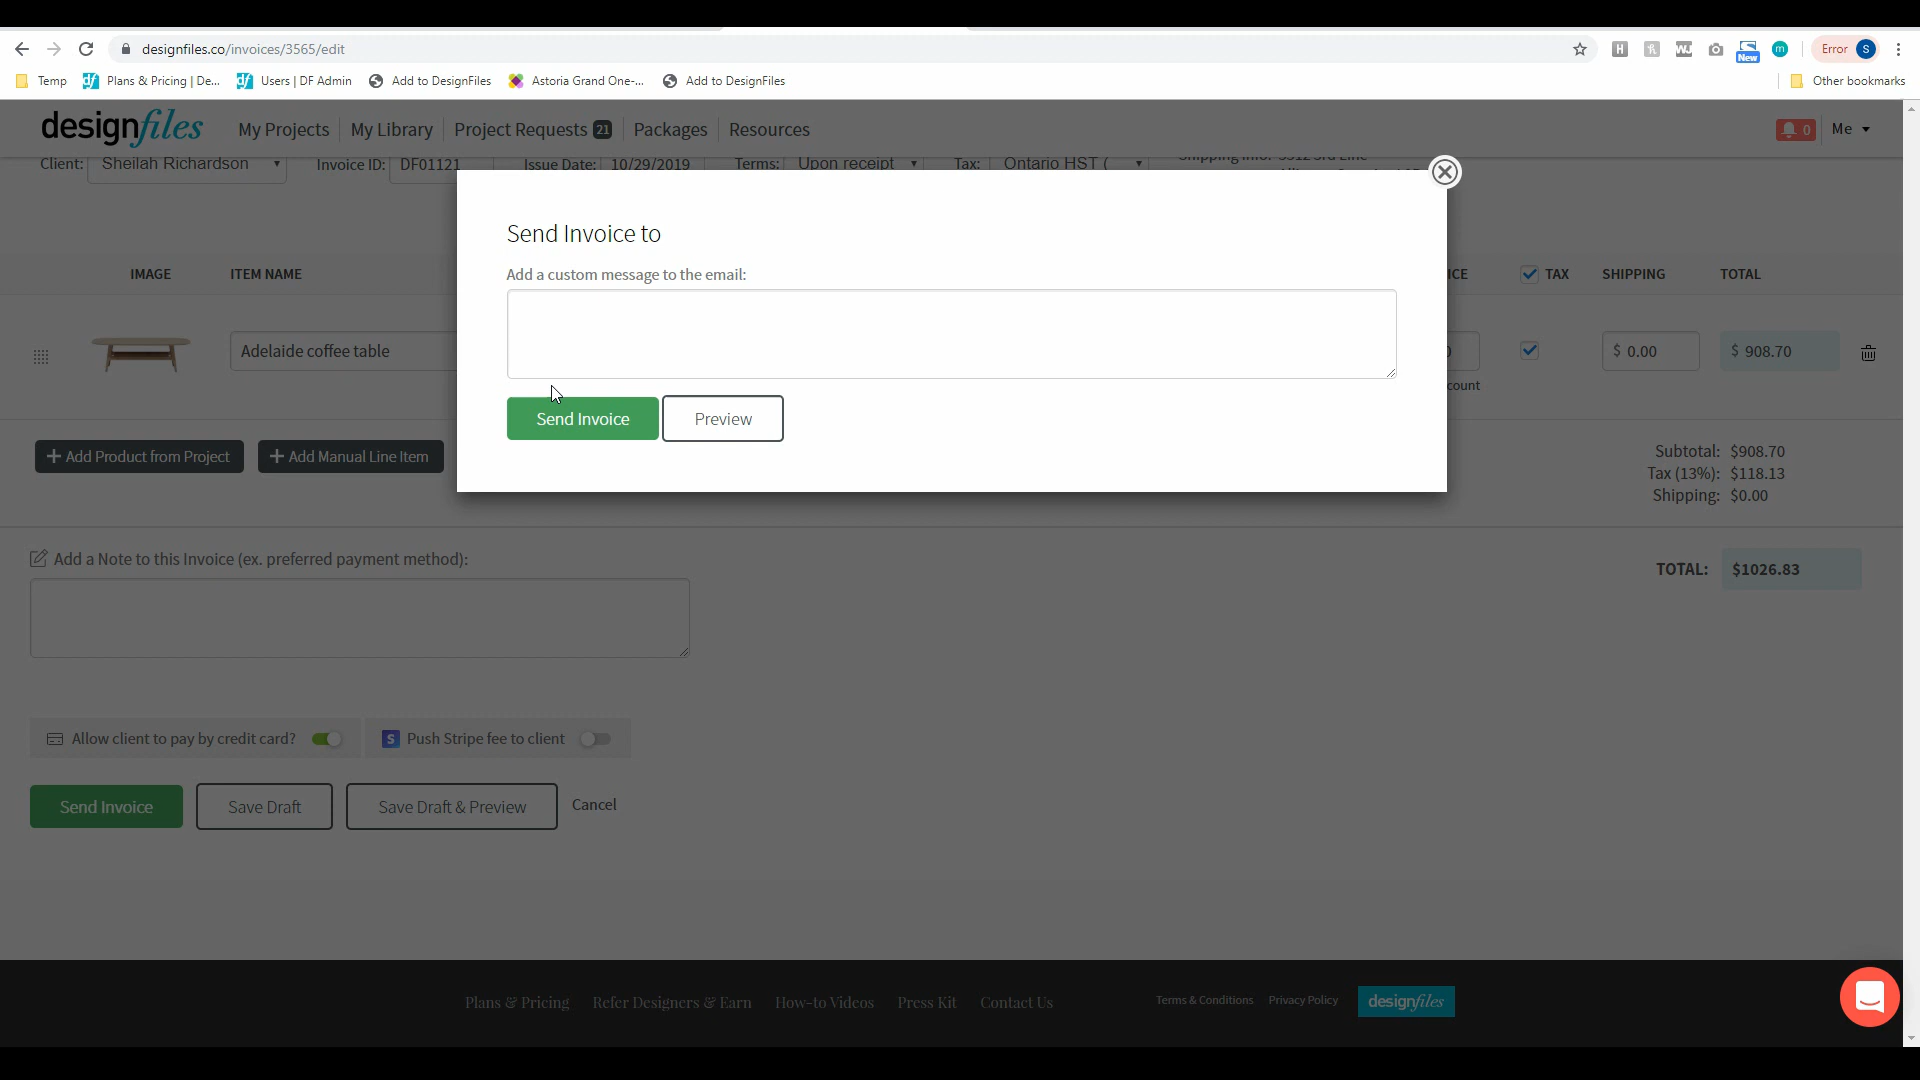 designfiles.co/invoices/3565/edit
New
m
Error S
Temp
Plans & Pricing | De...
Users | DF Admin
Add to DesignFiles
Astoria Grand One-...
Add to DesignFiles
Other bookmarks
designfiles
My Projects
My Library
Project Requests 21
Packages
Resources
0
Me
Client: Sheilah Richardson
Invoice ID: DF01121
Issue Date: 10/29/2019
Terms: Upon receipt
Tax: Ontario HST (
Shipping Info:
Send Invoice to
Add a custom message to the email:
Send Invoice
Preview
IMAGE
ITEM NAME
ICE
TAX
SHIPPING
TOTAL
Adelaide coffee table
$ 0.00
$ 908.70
count
+ Add Product from Project
+ Add Manual Line Item
Subtotal: $908.70
Tax (13%): $118.13
Shipping: $0.00
Add a Note to this Invoice (ex. preferred payment method):
TOTAL: $1026.83
Allow client to pay by credit card?
S Push Stripe fee to client
Send Invoice
Save Draft
Save Draft & Preview
Cancel
Plans & Pricing
Refer Designers & Earn
How-to Videos
Press Kit
Contact Us
Terms & Conditions
Privacy Policy
designfiles